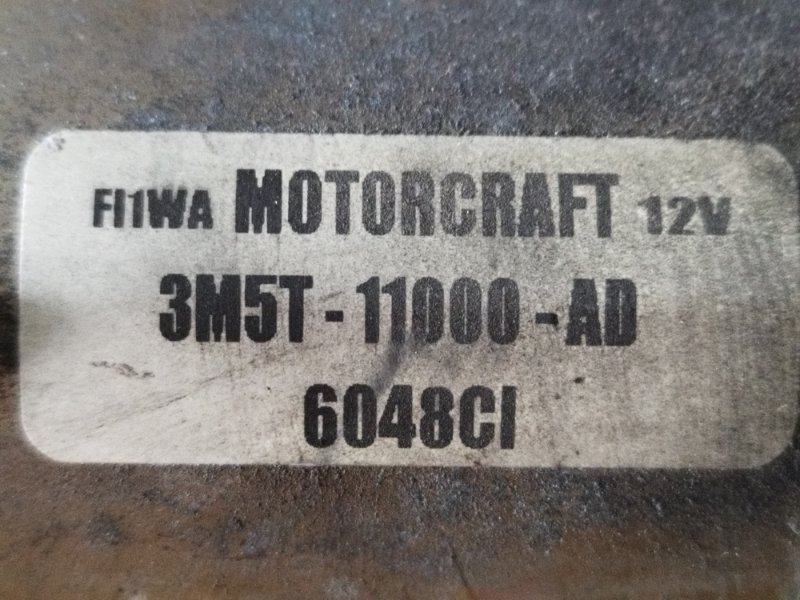 FI1WA MOTORCRAFT 12V
3M5T-11000-AD
6048CI